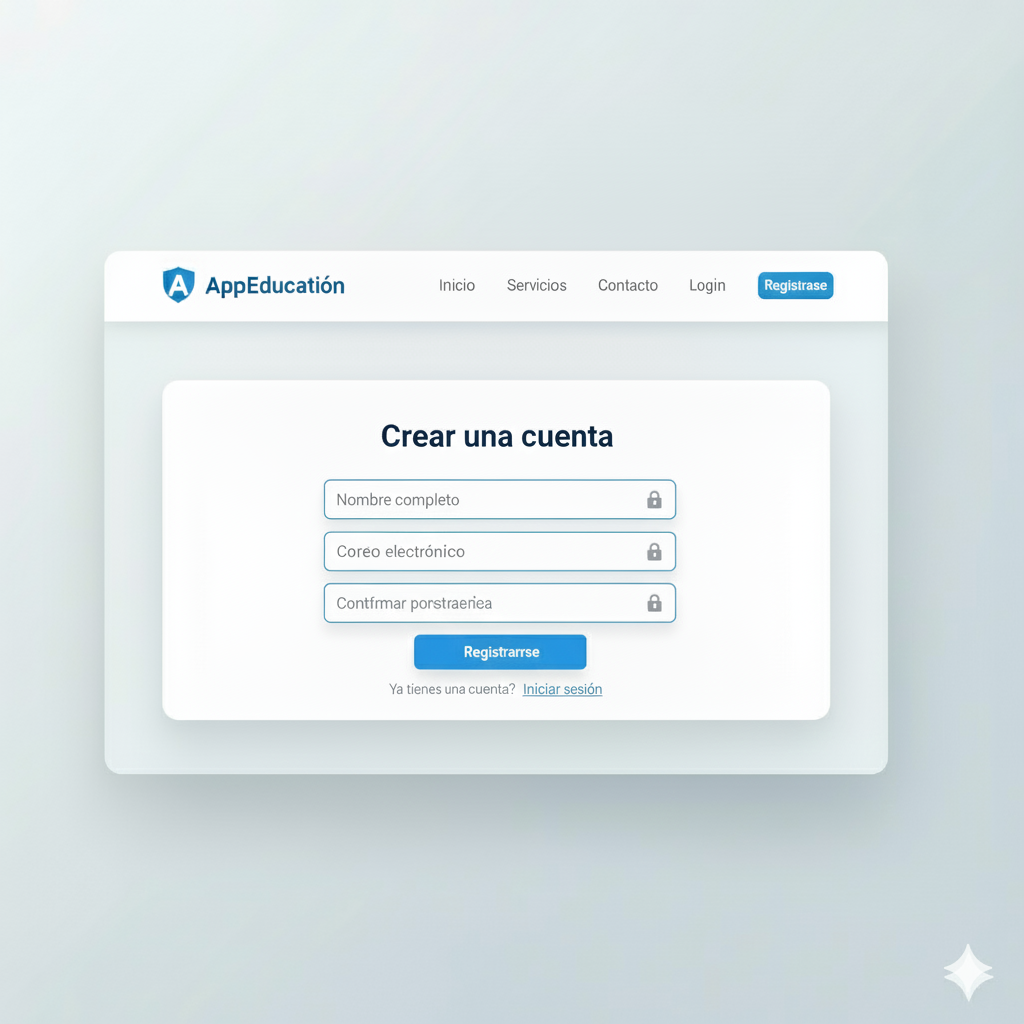 AppEducatión
Inicio Servicios Contacto Login Registrase
Crear una cuenta
Nombre completo
Coreo electrónico
Contfrmar porstraeriea
Registrarrse
Ya tienes una cuenta? Iniciar sesión